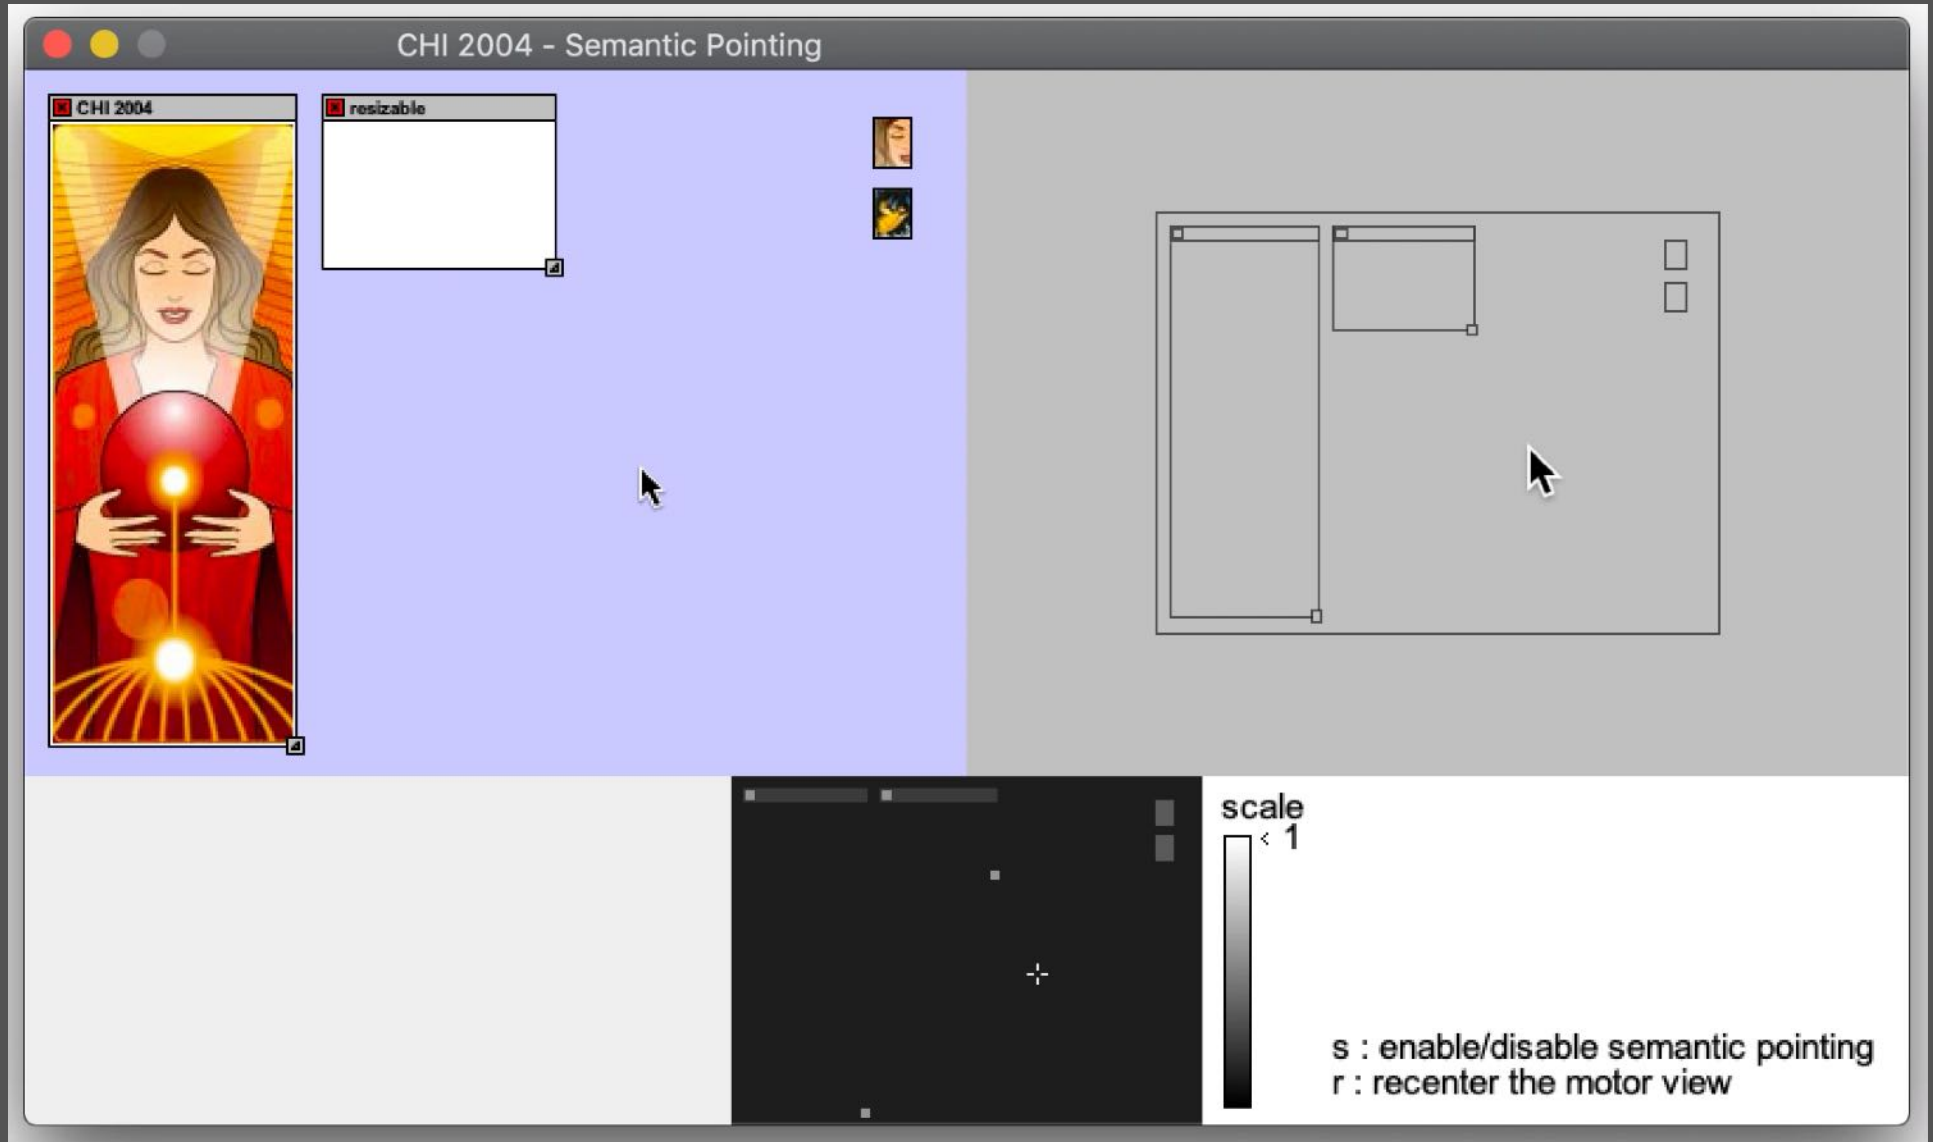 CHI 2004 - Semantic Pointing
CHI 2004
resizable
scale
< 1
s : enable/disable semantic pointing
r : recenter the motor view